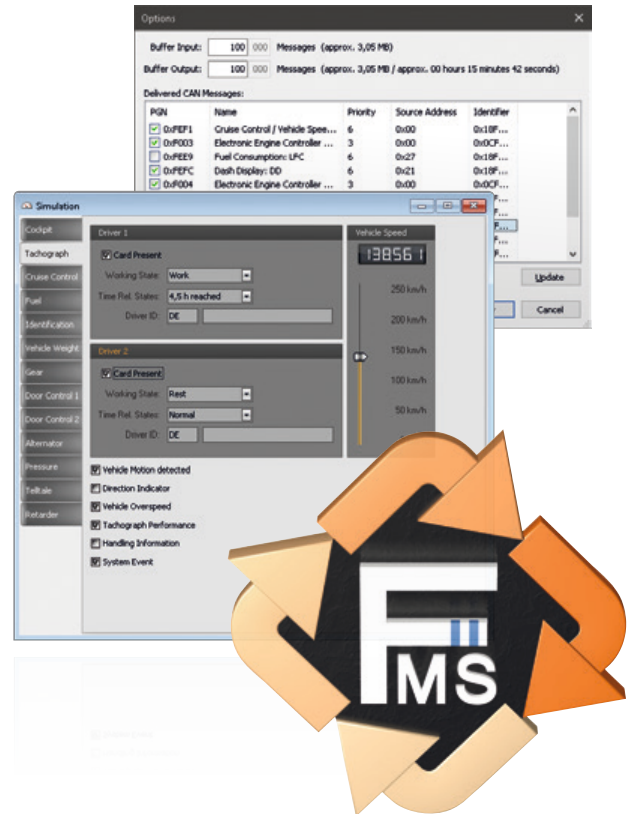 Options
Buffer Input: 100 000 Messages (approx. 3,05 MB)
Buffer Output: 100 000 Messages (approx. 3,05 MB / approx. 00 hours 15 minutes 42 seconds)
Delivered CAN Messages:
PGN Name Priority Source Address Identifier
0xFEF1 Cruise Control / Vehicle Spee... 6 0x00 0x18F...
0xF003 Electronic Engine Controller ... 3 0x00 0x0CF...
0xFEE9 Fuel Consumption: LFC 6 0x27 0x18F...
0xFEFC Dash Display: DD 6 0x21 0x18F...
0xF004 Electronic Engine Controller ... 3 0x00 0x0CF...
Update
Cancel
Simulation
Cockpit
Tachograph
Cruise Control
Fuel
Identification
Vehicle Weight
Gear
Door Control 1
Door Control 2
Alternator
Pressure
Telltale
Retarder
Driver 1
Card Present
Working State: Work
Time Rel. States: 4,5 h reached
Driver ID: DE
Driver 2
Card Present
Working State: Rest
Time Rel. States: Normal
Driver ID: DE
Vehicle Speed
138561
250 km/h
200 km/h
150 km/h
100 km/h
50 km/h
Vehicle Motion detected
Direction Indicator
Vehicle Overspeed
Tachograph Performance
Handling Information
System Event
FMS